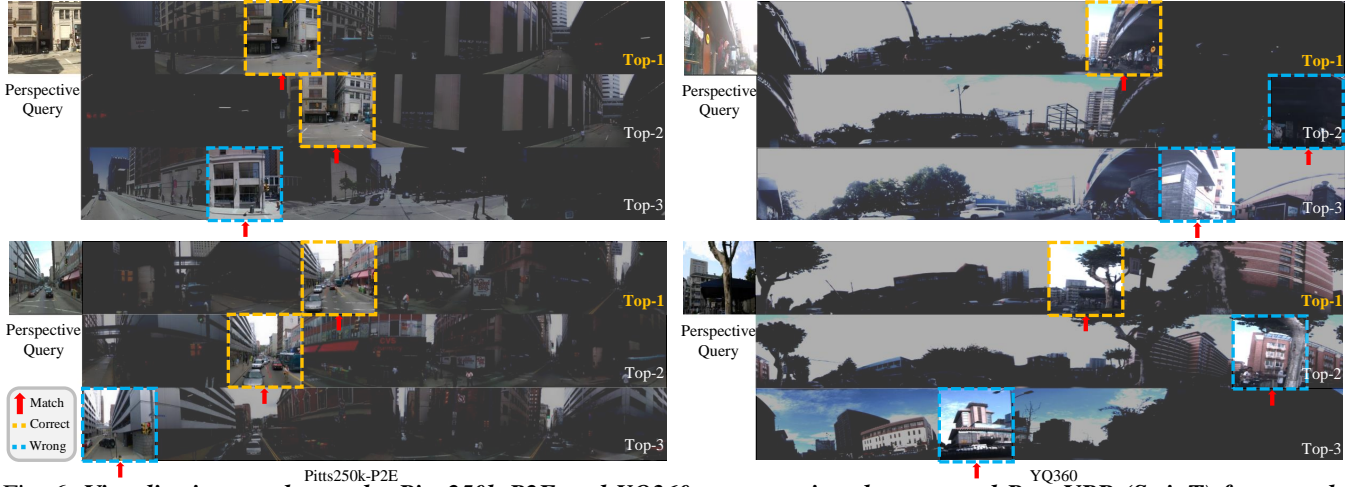 Top-1
Perspective
Query
Top-2
Top-3
Top-1
Perspective
Query
Top-2
Top-3
Top-1
Perspective
Query
Top-2
Match
Correct
Wrong
Top-3
Pitts250k-P2E
Top-1
Perspective
Query
Top-2
Top-3
YQ360